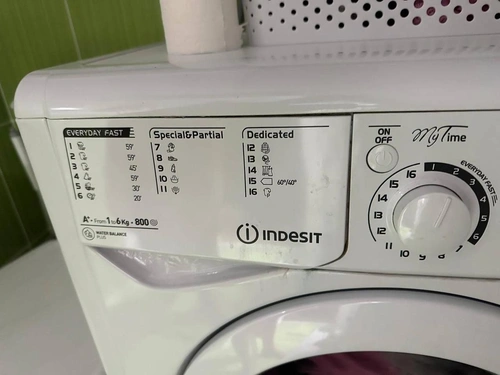 EVERYDAY FAST
1 59'
2 59'
3 45'
4 59'
5 30'
6 20'
Special&Partial
7
8
9
10
11
Dedicated
12
13
14
15 60°/40°
16
A+ - From 1 to 6 Kg - 800
WATER BALANCE
PLUS
INDESIT
ON
OFF
My Time
EVERYDAY FAST
1
2
3
4
5
6
7
8
9
10
11
12
13
14
15
16